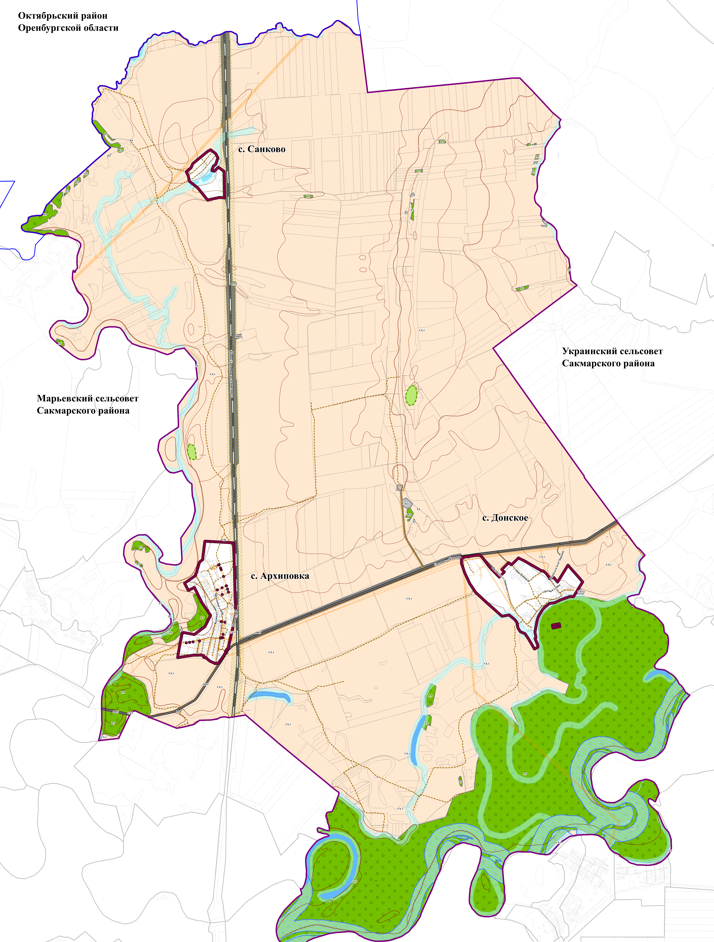 Октябрьский район
Оренбургской области
с. Санково
Украинский сельсовет
Сакмарского района
Марьевский сельсовет
Сакмарского района
с. Донское
с. Архиповка